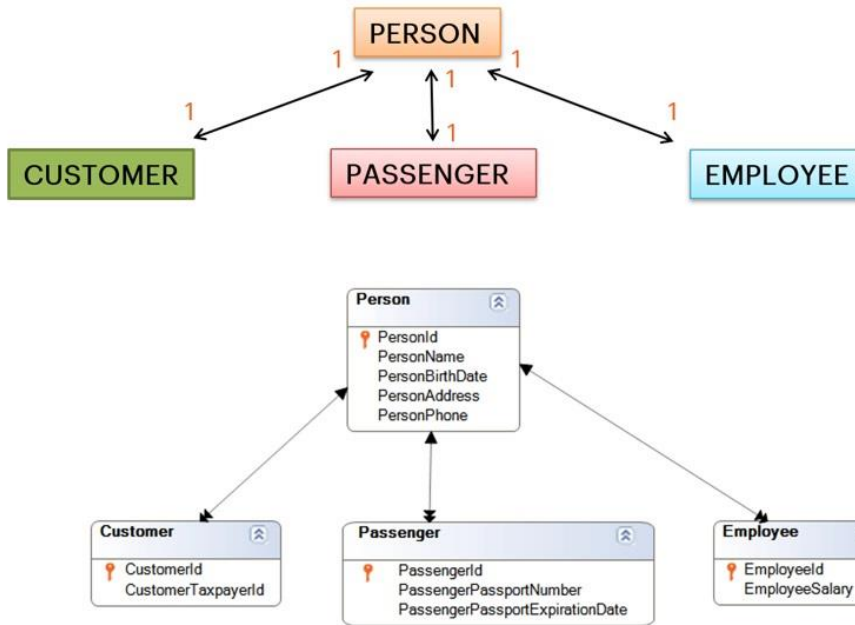 PERSON
1 1 1
1 1 1
CUSTOMER PASSENGER EMPLOYEE
Person
PersonId
PersonName
PersonBirthDate
PersonAddress
PersonPhone
Customer
CustomerId
CustomerTaxpayerId
Passenger
PassengerId
PassengerPassportNumber
PassengerPassportExpirationDate
Employee
EmployeeId
EmployeeSalary